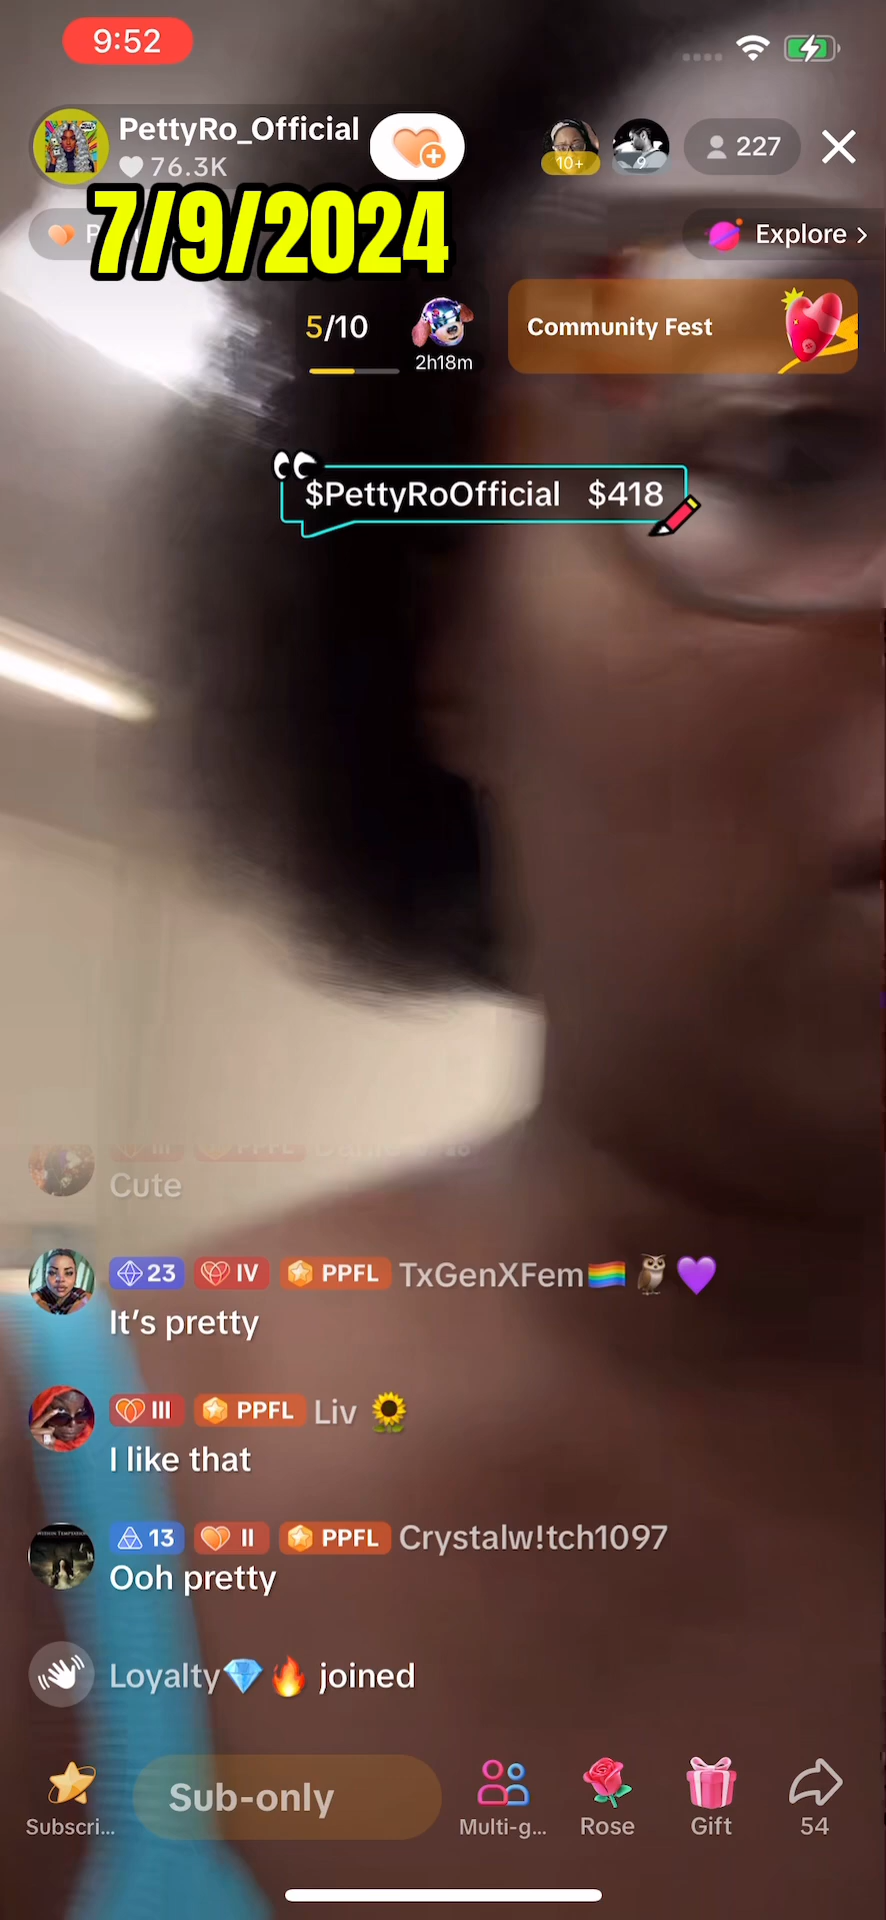 9:52
PettyRo_Official
76.3K
10+
9
227
7/9/2024
Explore >
5/10
2h18m
Community Fest
$PettyRoOfficial $418
Cute
23 IV PPFL TxGenXFem🏳️‍🌈🦉💜
It's pretty
III PPFL Liv 🌻
I like that
13 II PPFL Crystalw!tch1097
Ooh pretty
Loyalty💎🔥 joined
Subscri...
Sub-only
Multi-g...
Rose
Gift
54